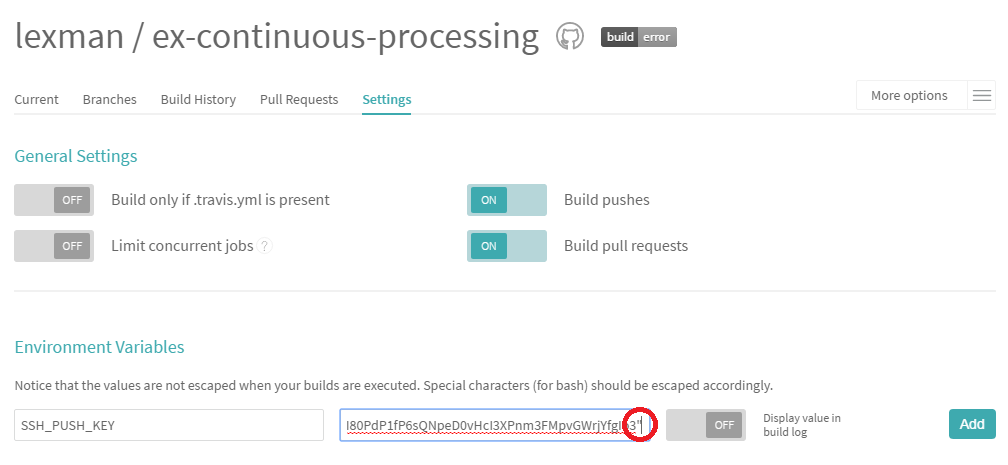 lexman / ex-continuous-processing build error
Current Branches Build History Pull Requests Settings More options
General Settings
OFF Build only if .travis.yml is present ON Build pushes
OFF Limit concurrent jobs ? ON Build pull requests
Environment Variables
Notice that the values are not escaped when your builds are executed. Special characters (for bash) should be escaped accordingly.
SSH_PUSH_KEY OFF Display value in
build log Add